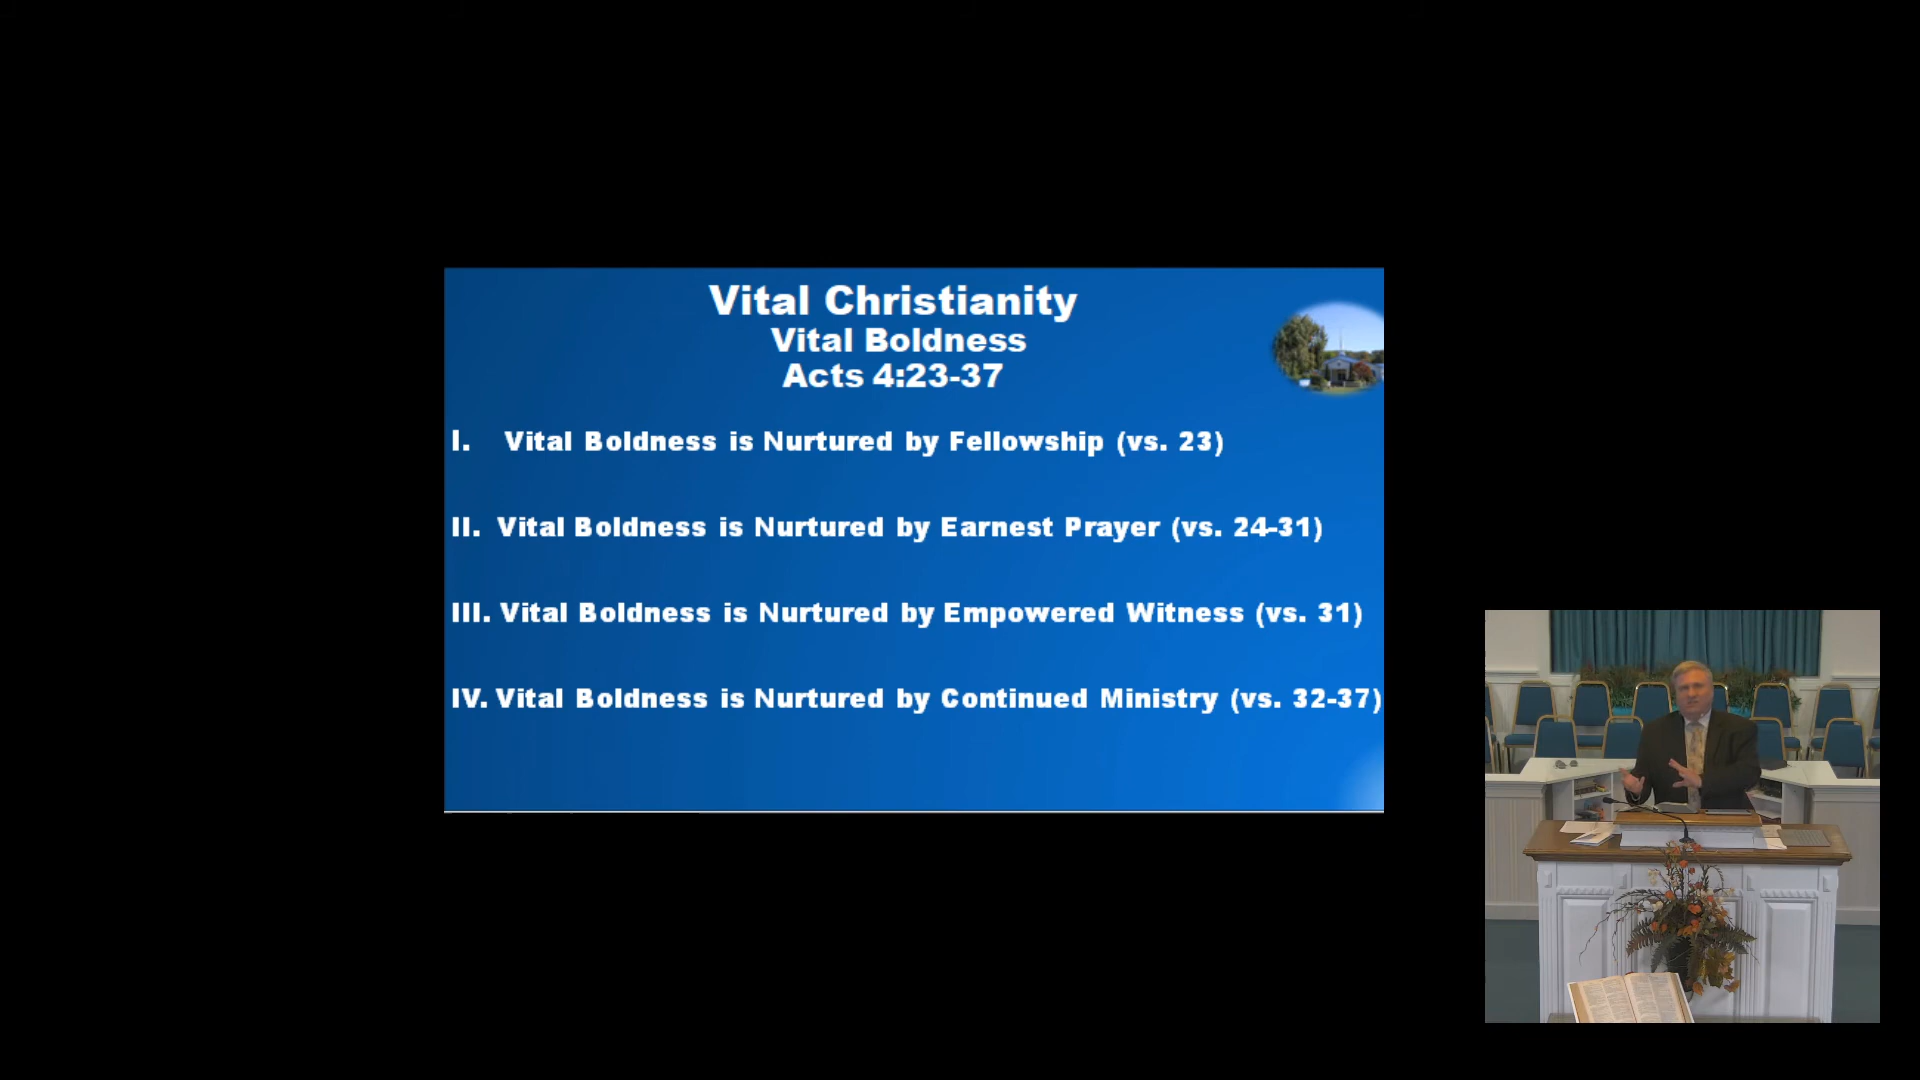 Vital Christianity
Vital Boldness
Acts 4:23-37
I. Vital Boldness is Nurtured by Fellowship (vs. 23)
II. Vital Boldness is Nurtured by Earnest Prayer (vs. 24-31)
III. Vital Boldness is Nurtured by Empowered Witness (vs. 31)
IV. Vital Boldness is Nurtured by Continued Ministry (vs. 32-37)